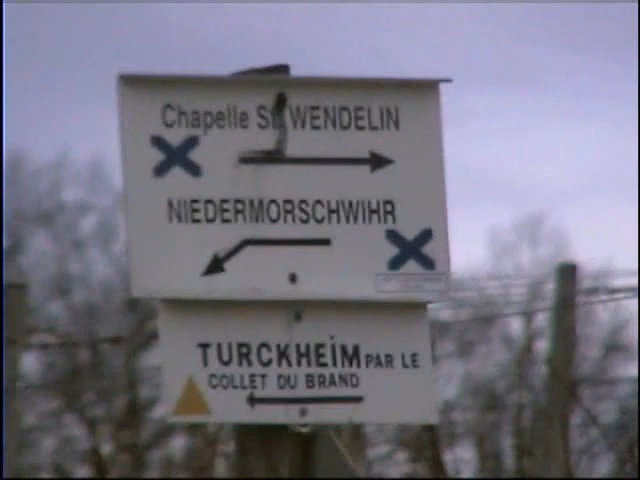 Chapelle St WENDELIN
NIEDERMORSCHWIHR
TURCKHEIM PAR LE
COLLET DU BRAND